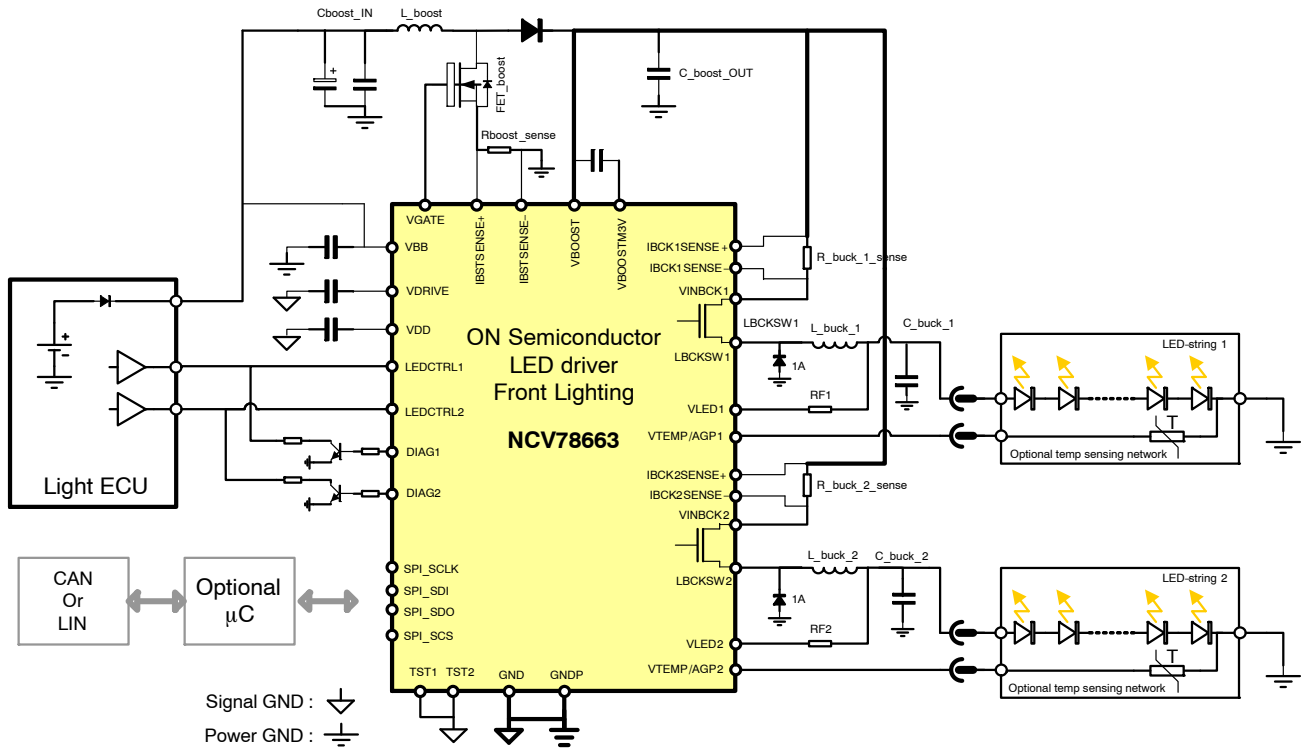 Cboost_IN
L_boost
FET_boost
C_boost_OUT
Rboost_sense
VGATE
IBSTSENSE+
IBSTSENSE−
VBOOST
VBOOSTM3V
VBB
VDRIVE
VDD
LEDCTRL1
LEDCTRL2
DIAG1
DIAG2
SPI_SCLK
SPI_SDI
SPI_SDO
SPI_SCS
TST1
TST2
GND
GNDP
ON Semiconductor
LED driver
Front Lighting
NCV78663
IBCK1SENSE+
IBCK1SENSE−
VINBCK1
LBCKSW1
LBCKSW1
VLED1
VTEMP/AGP1
IBCK2SENSE+
IBCK2SENSE−
VINBCK2
LBCKSW2
VLED2
VTEMP/AGP2
R_buck_1_sense
L_buck_1
C_buck_1
1A
RF1
R_buck_2_sense
L_buck_2
C_buck_2
1A
RF2
LED-string 1
T
Optional temp sensing network
LED-string 2
T
Optional temp sensing network
+
+
−
Light ECU
CAN
Or
LIN
Optional
μC
Signal GND :
Power GND :